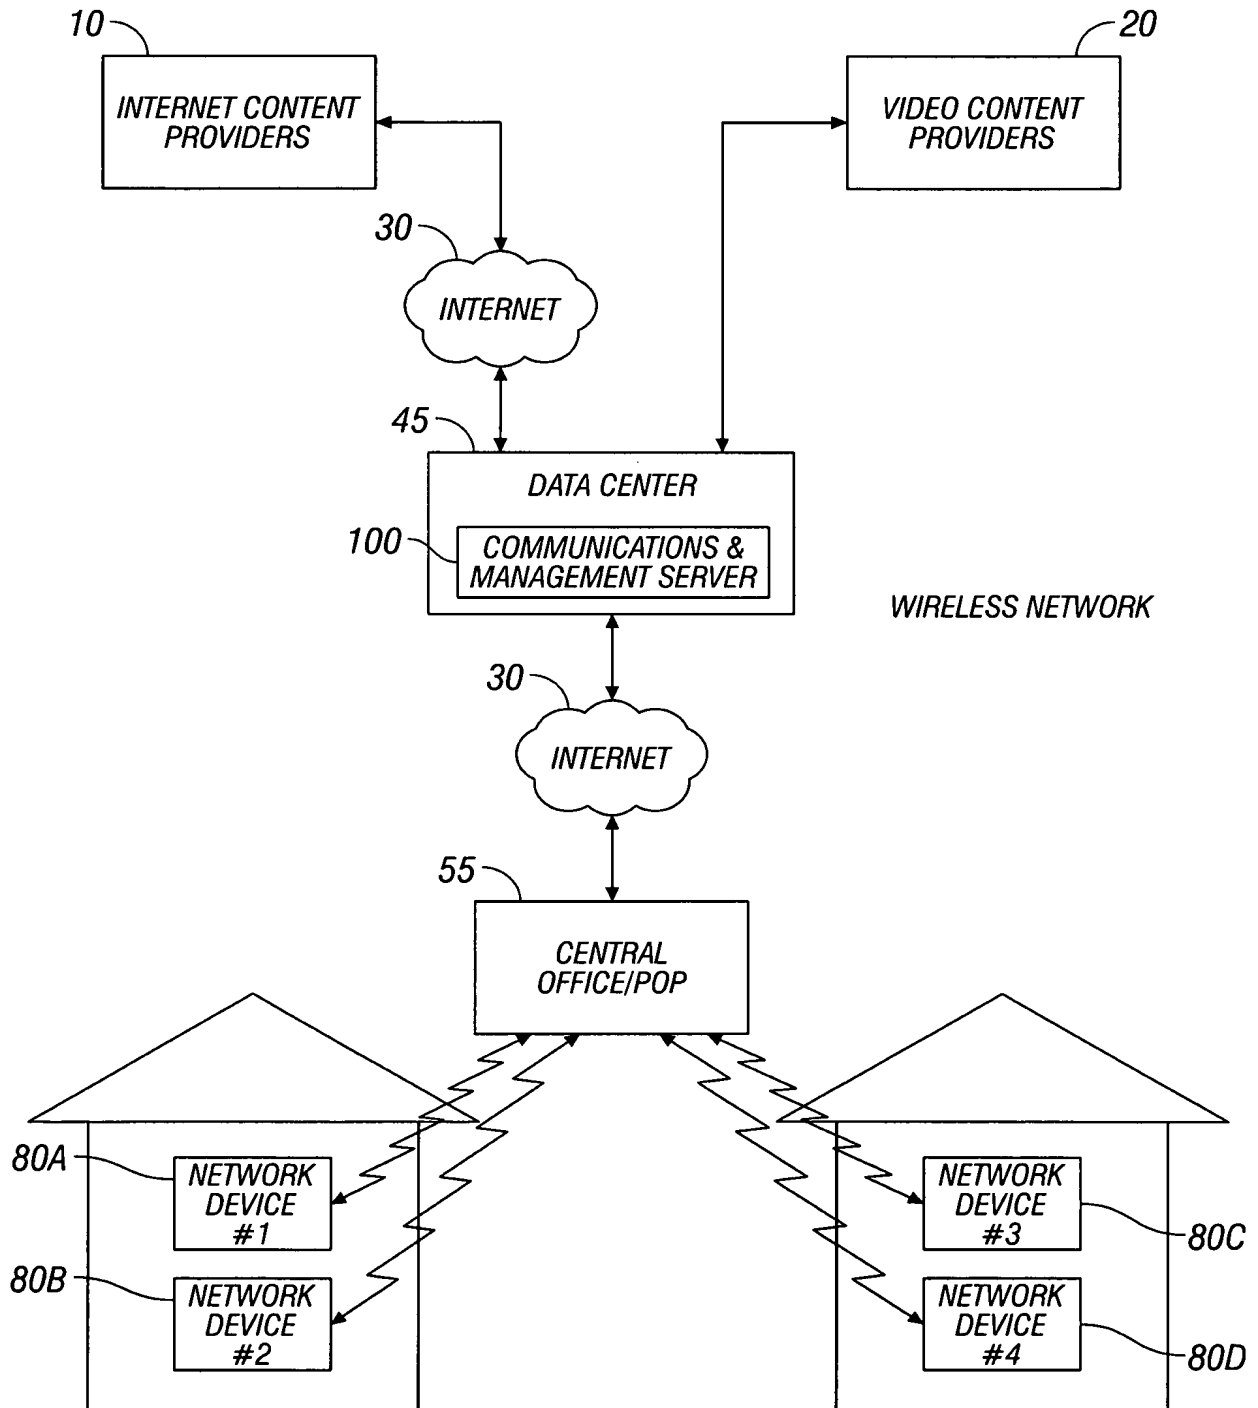 10
20
INTERNET CONTENT
PROVIDERS
VIDEO CONTENT
PROVIDERS
30
INTERNET
45
DATA CENTER
100
COMMUNICATIONS &
MANAGEMENT SERVER
WIRELESS NETWORK
30
INTERNET
55
CENTRAL
OFFICE/POP
80A
NETWORK
DEVICE
#1
80B
NETWORK
DEVICE
#2
NETWORK
DEVICE
#3
80C
NETWORK
DEVICE
#4
80D